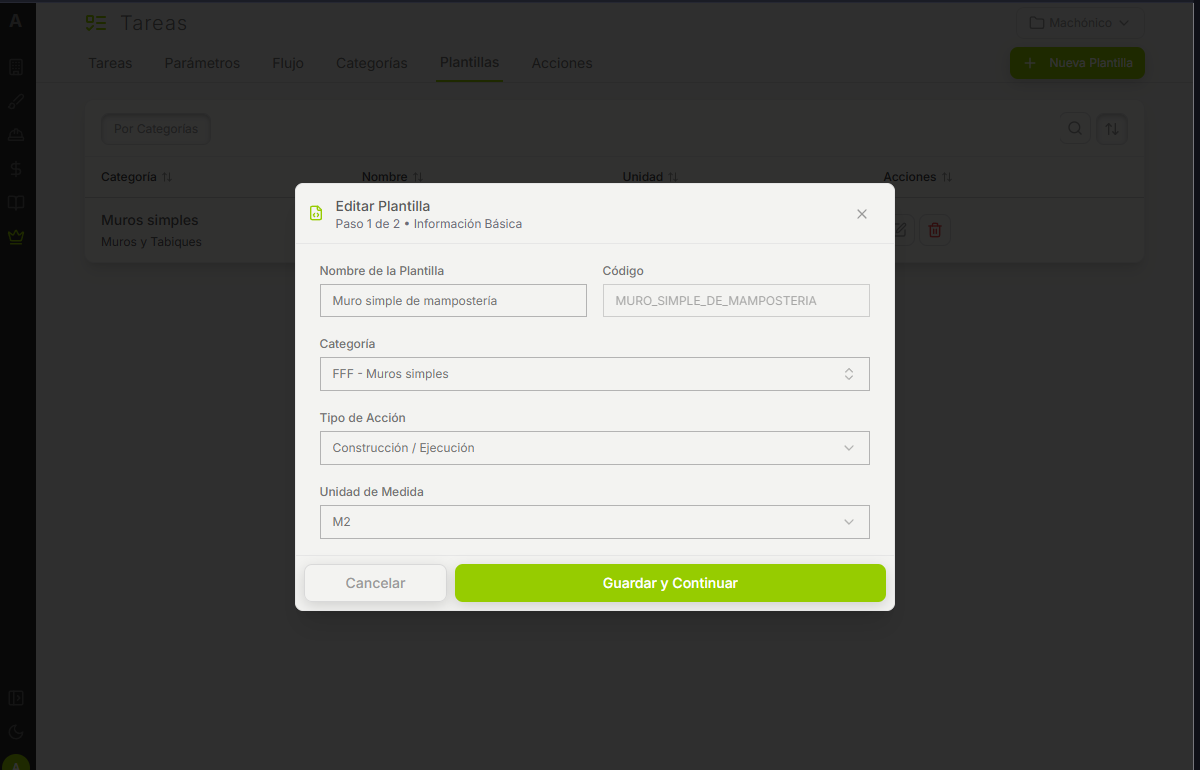 A
Tareas
Machonico
Tareas Parámetros Flujo Categorías Plantillas Acciones
+ Nueva Plantilla
Por Categorías
Categoría Nombre Unidad Acciones
Muros simples
Muros y Tabiques
Editar Plantilla
Paso 1 de 2 • Información Básica
Nombre de la Plantilla Código
Muro simple de mampostería MURO_SIMPLE_DE_MAMPOSTERIA
Categoría
FFF - Muros simples
Tipo de Acción
Construcción / Ejecución
Unidad de Medida
M2
Cancelar Guardar y Continuar